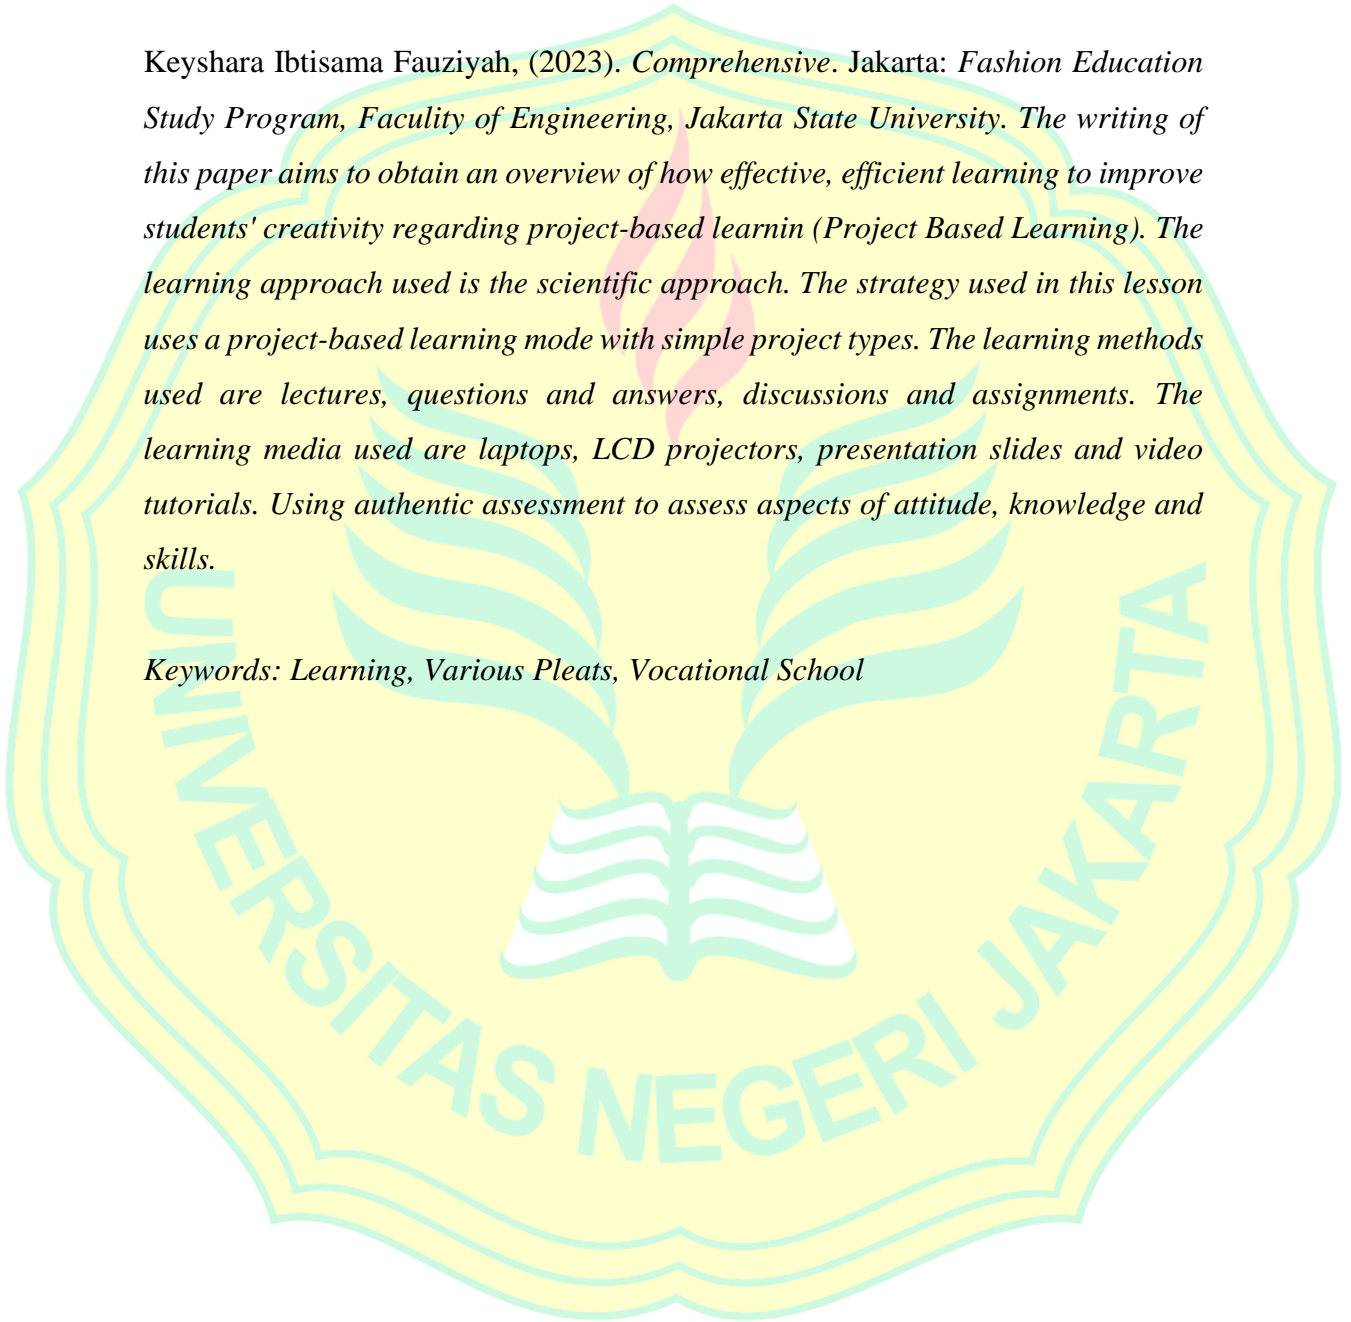 Keyshara Ibtisama Fauziyah, (2023). Comprehensive. Jakarta: Fashion Education
Study Program, Faculity of Engineering, Jakarta State University. The writing of
this paper aims to obtain an overview of how effective, efficient learning to improve
students' creativity regarding project-based learnin (Project Based Learning). The
learning approach used is the scientific approach. The strategy used in this lesson
uses a project-based learning mode with simple project types. The learning methods
used are lectures, questions and answers, discussions and assignments. The
learning media used are laptops, LCD projectors, presentation slides and video
tutorials. Using authentic assessment to assess aspects of attitude, knowledge and
skills.
Keywords: Learning, Various Pleats, Vocational School
UNIVERSITAS NEGERI JAKARTA